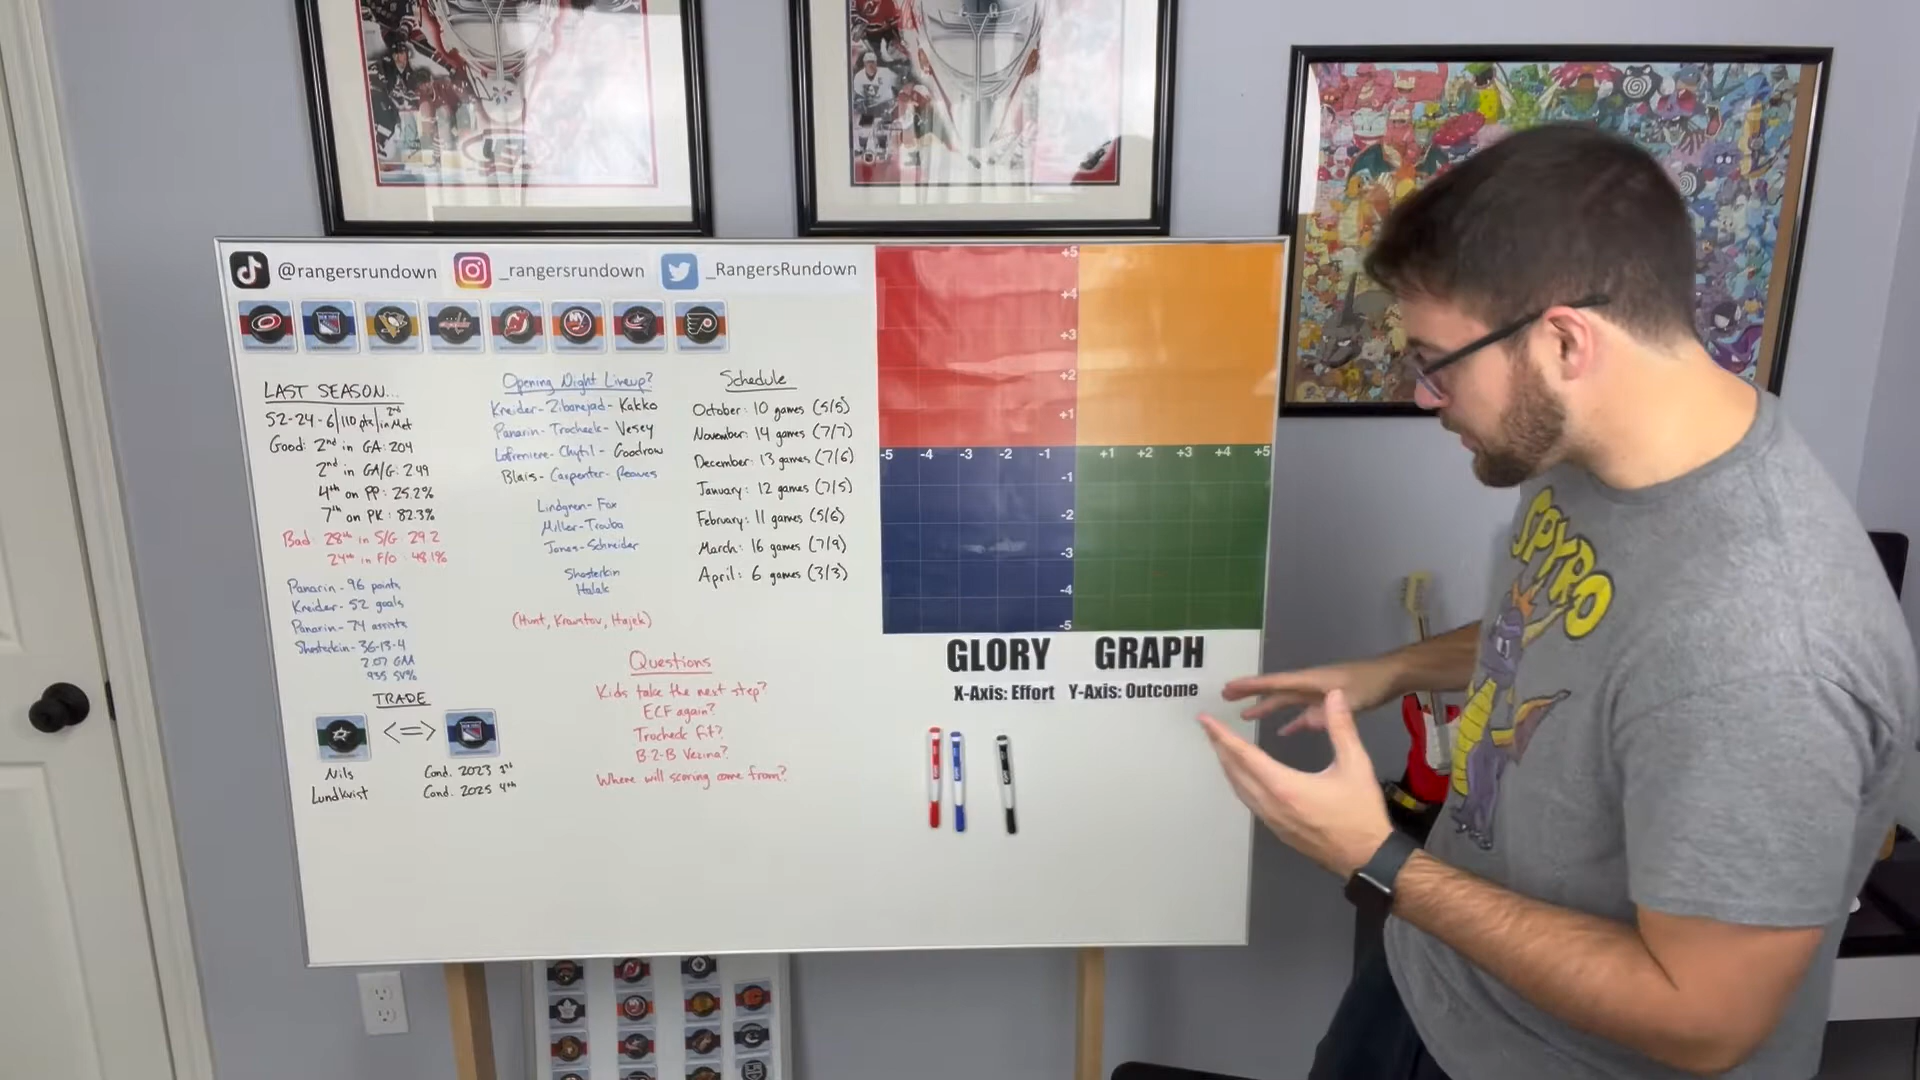 @rangersrundown
_rangersrundown
_RangersRundown
LAST SEASON...
52-24-6/110 pts/2nd in Met
Good: 2nd in GA: 204
2nd in GA/G: 2.49
4th on PP: 25.2%
7th on PK: 82.3%
Bad: 28th in S/G: 29.2
24th in F/O: 48.1%
Panarin - 96 points
Kreider - 52 goals
Panarin - 74 assists
Shesterkin - 36-13-4
2.07 GAA
.935 SV%
TRADE
<=>
Nils
Lundkvist
Cond. 2023 1st
Cond. 2025 4th
Opening Night Lineup?
Kreider - Zibanejad - Kakko
Panarin - Trocheck - Vesey
Lafreniere - Chytil - Goodrow
Blais - Carpenter - Reaves
Lindgren - Fox
Miller - Trouba
Jones - Schneider
Shesterkin
Halak
(Hunt, Kravtsov, Hajek)
Questions
Kids take the next step?
ECF again?
Trocheck fit?
B-2-B Vezina?
Where will scoring come from?
Schedule
October: 10 games (5/5)
November: 14 games (7/7)
December: 13 games (7/6)
January: 12 games (7/5)
February: 11 games (5/6)
March: 16 games (7/9)
April: 6 games (3/3)
+5
+4
+3
+2
+1
-5 -4 -3 -2 -1 +1 +2 +3 +4 +5
-1
-2
-3
-4
-5
GLORY GRAPH
X-Axis: Effort Y-Axis: Outcome
SPYRO